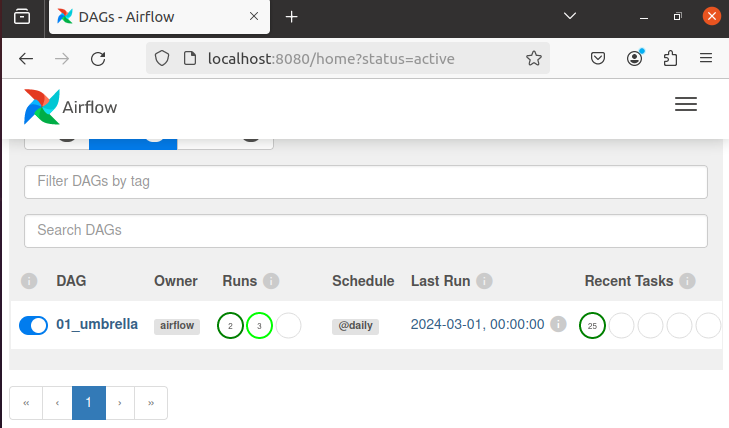 DAGs - Airflow
localhost:8080/home?status=active
Airflow
Filter DAGs by tag
Search DAGs
i DAG Owner Runs i Schedule Last Run i Recent Tasks i
01_umbrella airflow 2 3 @daily 2024-03-01, 00:00:00 i 25
« ‹ 1 › »